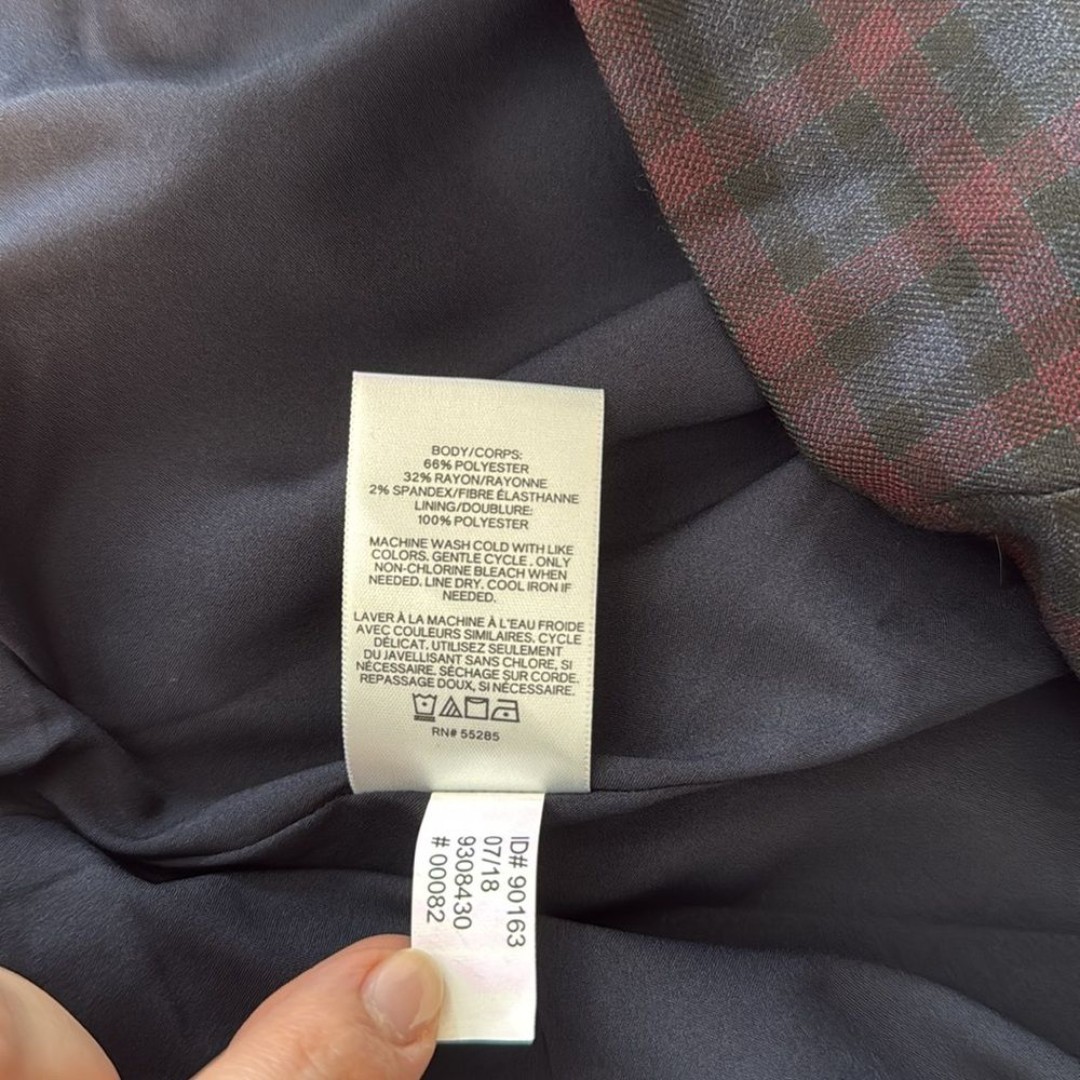 BODY/CORPS:
66% POLYESTER
32% RAYON/RAYONNE
2% SPANDEX/FIBRE ÉLASTHANNE
LINING/DOUBLURE:
100% POLYESTER
MACHINE WASH COLD WITH LIKE
COLORS. GENTLE CYCLE . ONLY
NON-CHLORINE BLEACH WHEN
NEEDED. LINE DRY. COOL IRON IF
NEEDED.
LAVER À LA MACHINE À L'EAU FROIDE
AVEC COULEURS SIMILAIRES. CYCLE
DÉLICAT. UTILISEZ SEULEMENT
DU JAVELLISANT SANS CHLORE, SI
NÉCESSAIRE. SÉCHAGE SUR CORDE.
REPASSAGE DOUX, SI NÉCESSAIRE.
RN# 55285
ID# 90163
07/18
9308430
# 00082